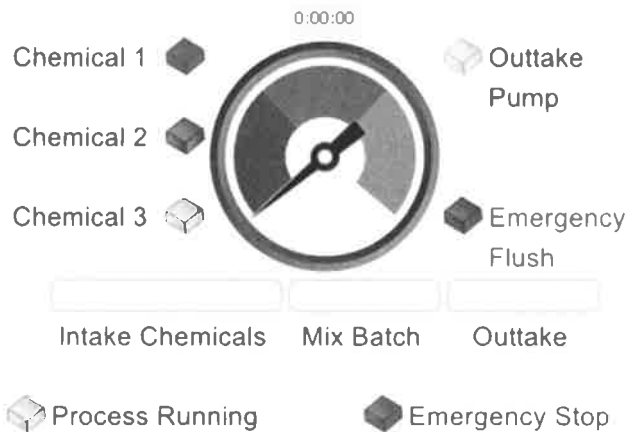 0:00:00
Chemical 1
Outtake
Pump
Chemical 2
Chemical 3
Emergency
Flush
Intake Chemicals
Mix Batch
Outtake
Process Running
Emergency Stop